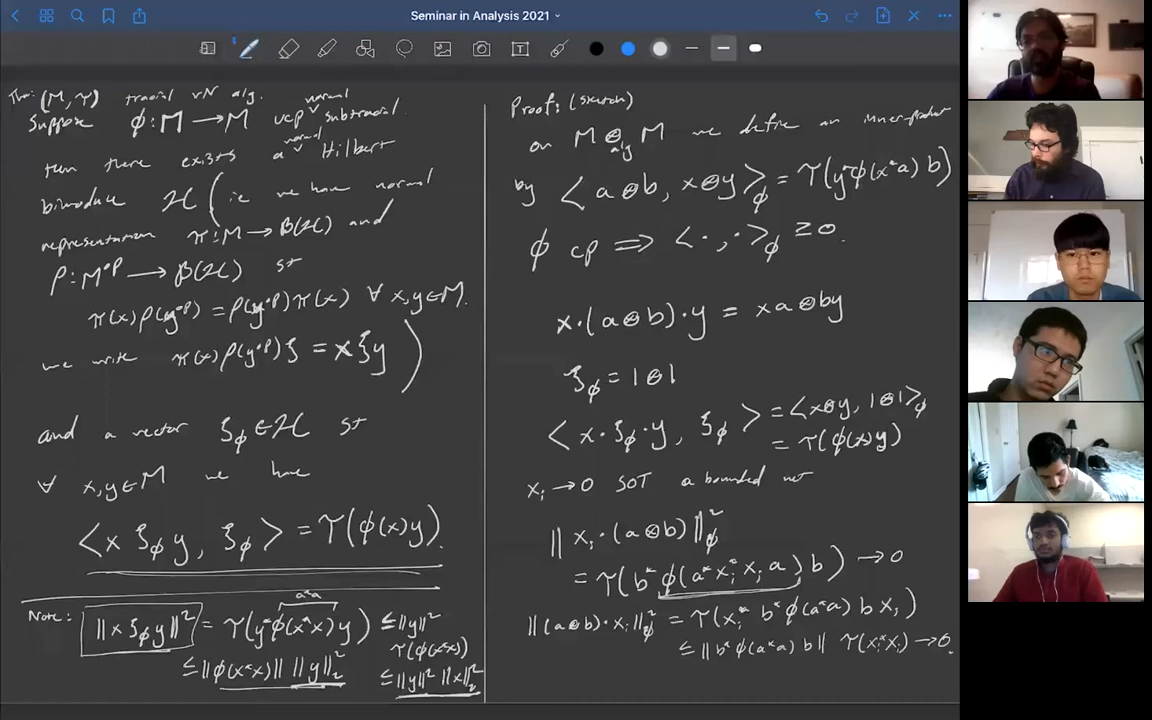 Seminar in Analysis 2021
Thm: (M, τ) tracial vN alg.
Suppose φ: M → M ucp normal subtracial.
then there exists a normal Hilbert
bimodule H (ie we have normal
representation π: M → B(H) and
ρ: M^op → B(H) st
π(x)ρ(y^op) = ρ(y^op)π(x) ∀ x,y ∈ M.
we write π(x)ρ(y^op)ξ = xξy )
and a vector ξ_φ ∈ H st
∀ x,y ∈ M we have
⟨x ξ_φ y, ξ_φ⟩ = τ(φ(x)y).
Note: ‖x ξ_φ y‖² = τ(y*φ(x*x)y) ≤ ‖y‖² τ(φ(x*x))
a*a
≤ ‖φ(x*x)‖ ‖y‖₂² ≤ ‖y‖² ‖x‖₂²
Proof: (sketch)
on M ⊗_alg M we define an inner-product
by ⟨a⊗b, x⊗y⟩_φ = τ(y*φ(x*a)b)
φ cp ⟹ ⟨·,·⟩_φ ≥ 0.
x·(a⊗b)·y = xa⊗by
ξ_φ = 1⊗1
⟨x·ξ_φ·y, ξ_φ⟩ = ⟨x⊗y, 1⊗1⟩_φ
= τ(φ(x)y)
x_i → 0 SOT a bounded net
‖x_i·(a⊗b)‖_φ²
= τ(b*φ(a*x_i*x_i a)b) → 0
‖(a⊗b)·x_i‖_φ² = τ(x_i* b*φ(a*a)b x_i)
≤ ‖b*φ(a*a)b‖ τ(x_i*x_i) → 0.